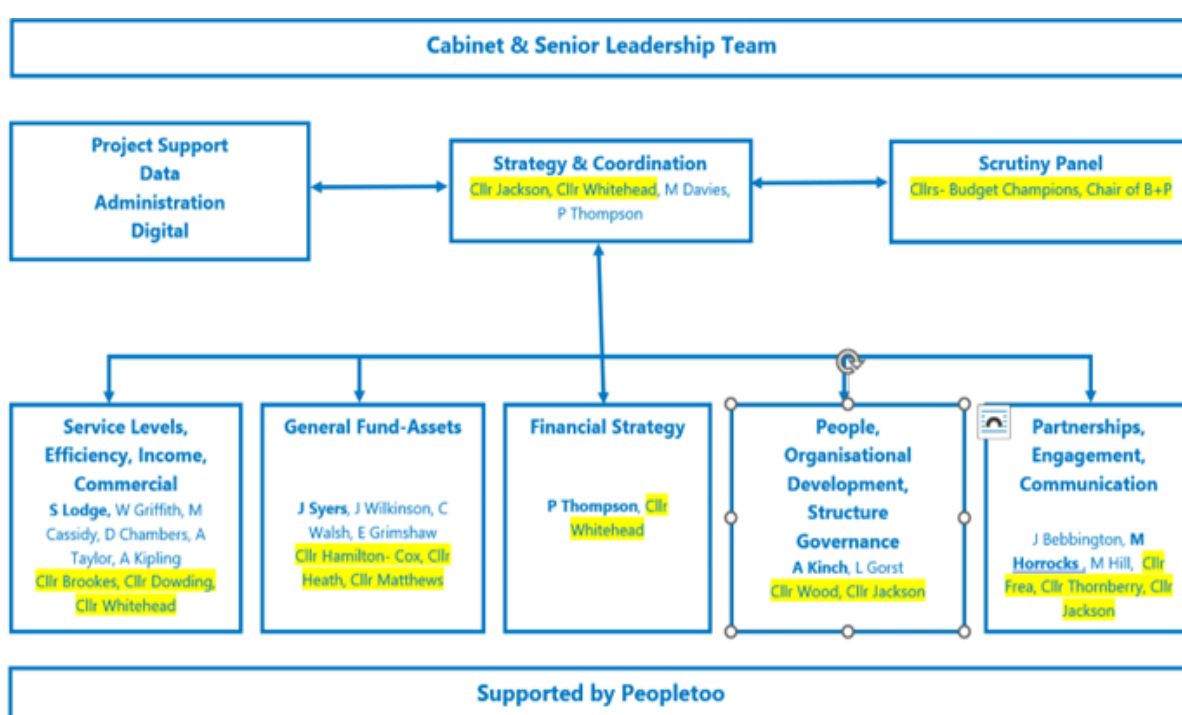 Cabinet & Senior Leadership Team
Project Support
Data
Administration
Digital
Strategy & Coordination
Cllr Jackson, Cllr Whitehead, M Davies,
P Thompson
Scrutiny Panel
Cllrs- Budget Champions, Chair of B+P
Service Levels,
Efficiency, Income,
Commercial
S Lodge, W Griffith, M
Cassidy, D Chambers, A
Taylor, A Kipling
Cllr Brookes, Cllr Dowding,
Cllr Whitehead
General Fund-Assets
J Syers, J Wilkinson, C
Walsh, E Grimshaw
Cllr Hamilton- Cox, Cllr
Heath, Cllr Matthews
Financial Strategy
P Thompson, Cllr
Whitehead
People,
Organisational
Development,
Structure
Governance
A Kinch, L Gorst
Cllr Wood, Cllr Jackson
Partnerships,
Engagement,
Communication
J Bebbington, M
Horrocks , M Hill, Cllr
Frea, Cllr Thornberry, Cllr
Jackson
Supported by Peopletoo